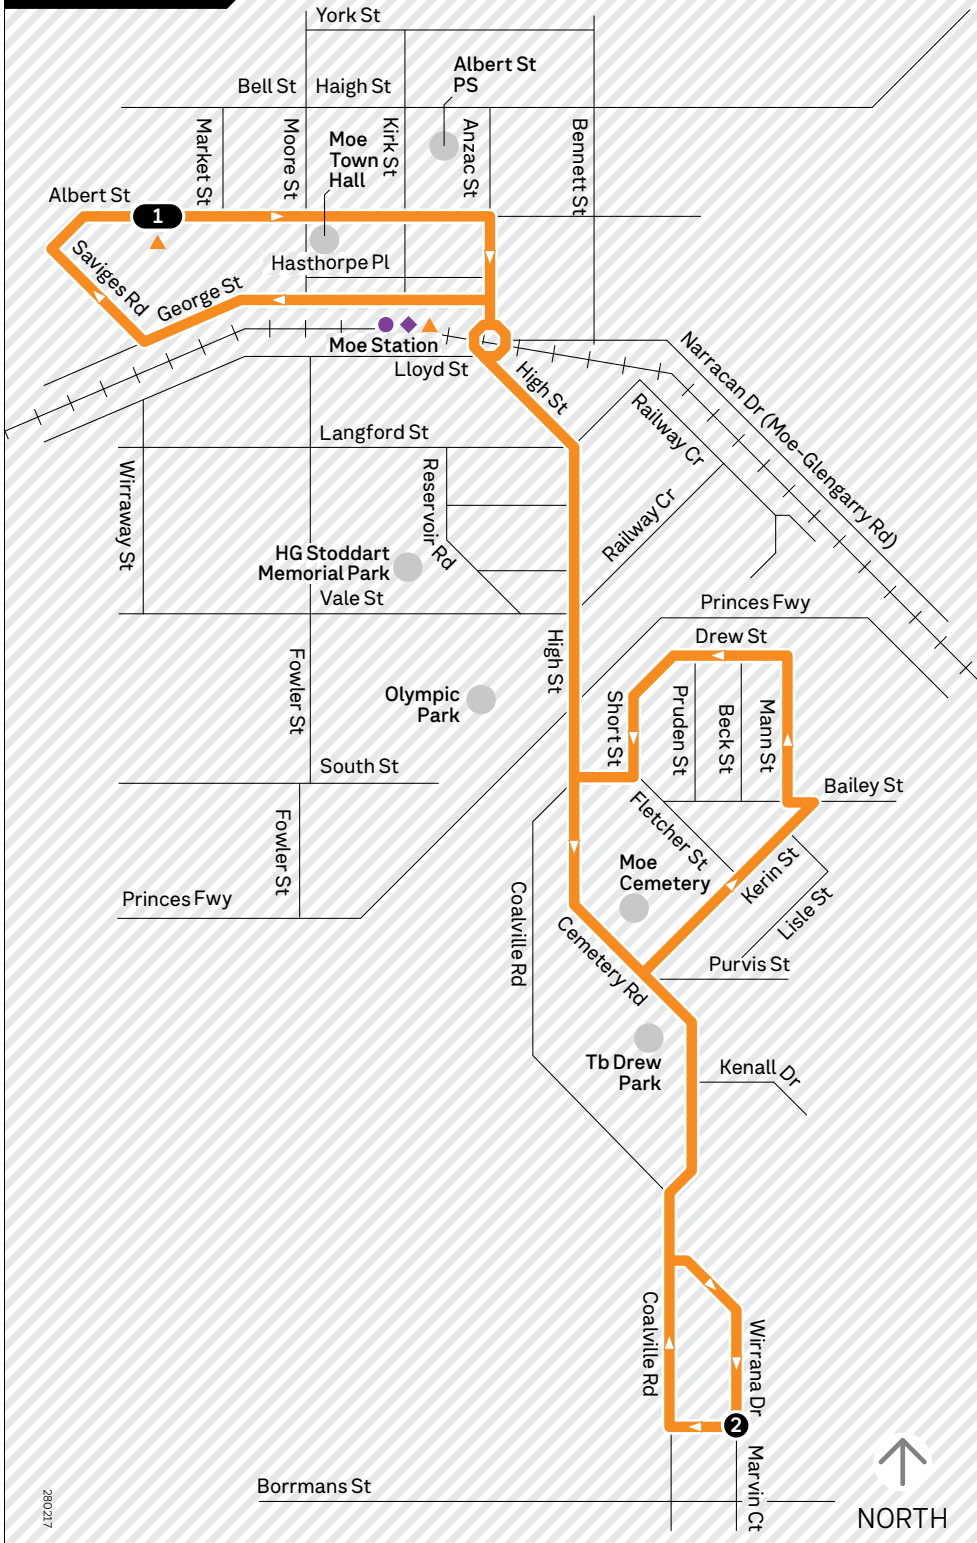 York St
Albert St
PS
Bell St
Haigh St
Market St
Moore St
Kirk St
Anzac St
Bennett St
Moe
Town
Hall
Albert St
1
Saviges Rd
George St
Hasthorpe Pl
Moe Station
Lloyd St
High St
Narracan Dr (Moe-Glengarry Rd)
Langford St
Railway Cr
Wirraway St
Reservoir Rd
Railway Cr
HG Stoddart
Memorial Park
Vale St
Princes Fwy
Drew St
High St
Fowler St
Olympic
Park
Short St
Pruden St
Beck St
Mann St
South St
Bailey St
Fowler St
Fletcher St
Moe
Cemetery
Kerin St
Lisle St
Princes Fwy
Coalville Rd
Cemetery Rd
Purvis St
Tb Drew
Park
Kenall Dr
Coalville Rd
Wirrana Dr
2
Marvin Ct
Borrmans St
280217
NORTH